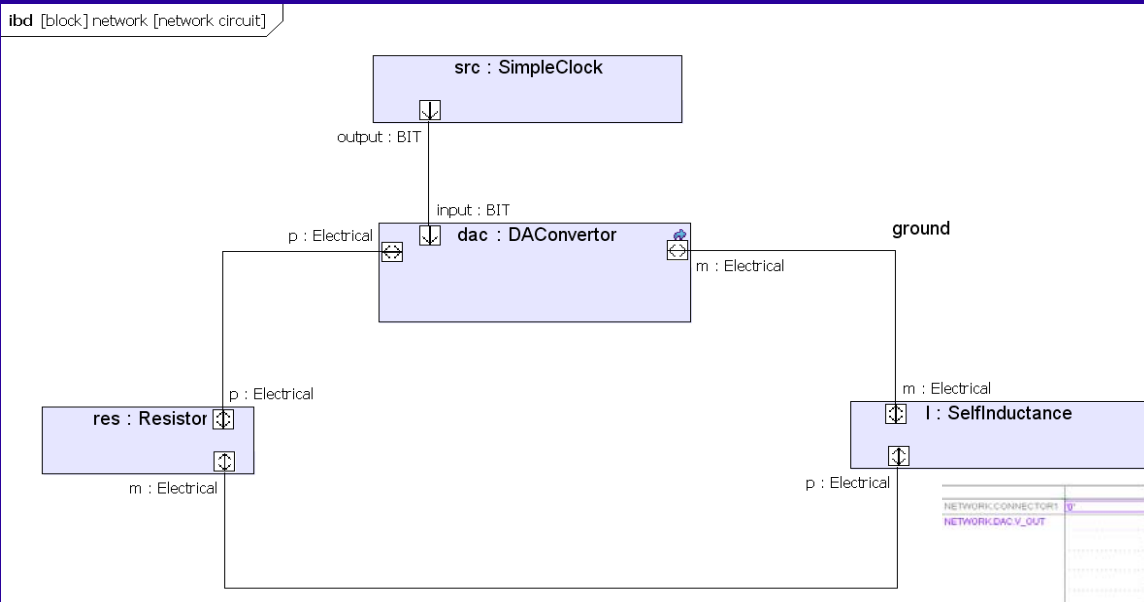 ibd [block] network [network circuit]
src : SimpleClock
output : BIT
input : BIT
p : Electrical
dac : DAConvertor
ground
m : Electrical
p : Electrical
m : Electrical
res : Resistor
l : SelfInductance
m : Electrical
p : Electrical
NETWORK.CONNECTOR1
'0'
NETWORK.DAC.V_OUT